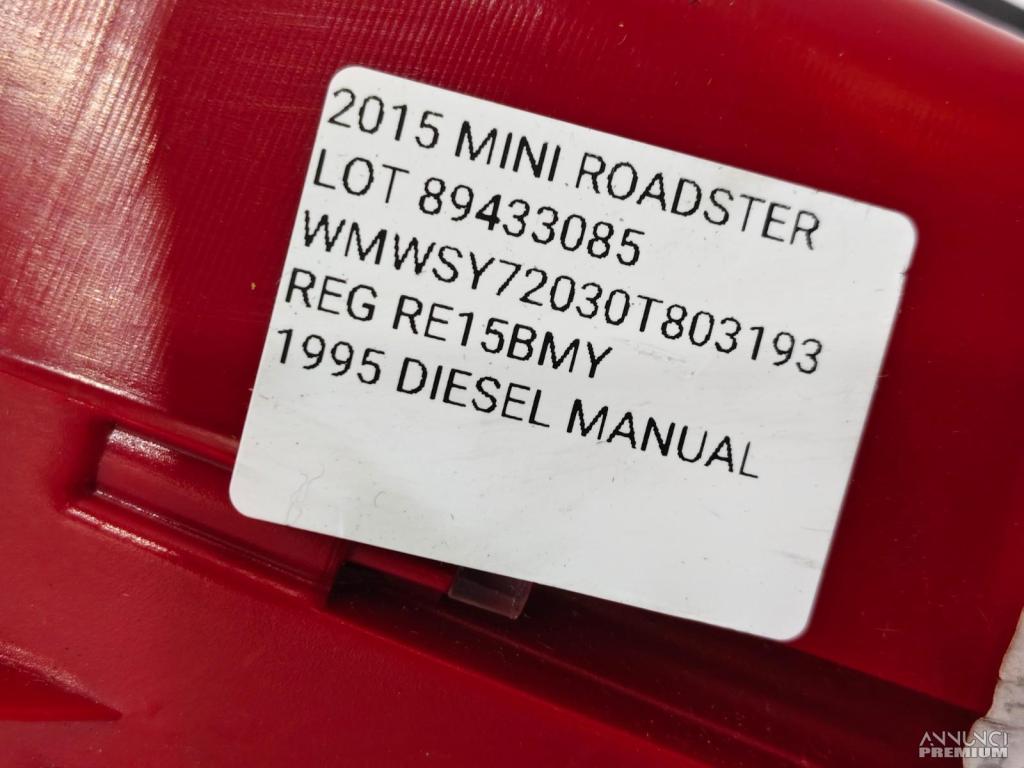 2015 MINI ROADSTER
LOT 89433085
WMWSY72030T803193
REG RE15BMY
1995 DIESEL MANUAL
ANNUNCI
PREMIUM